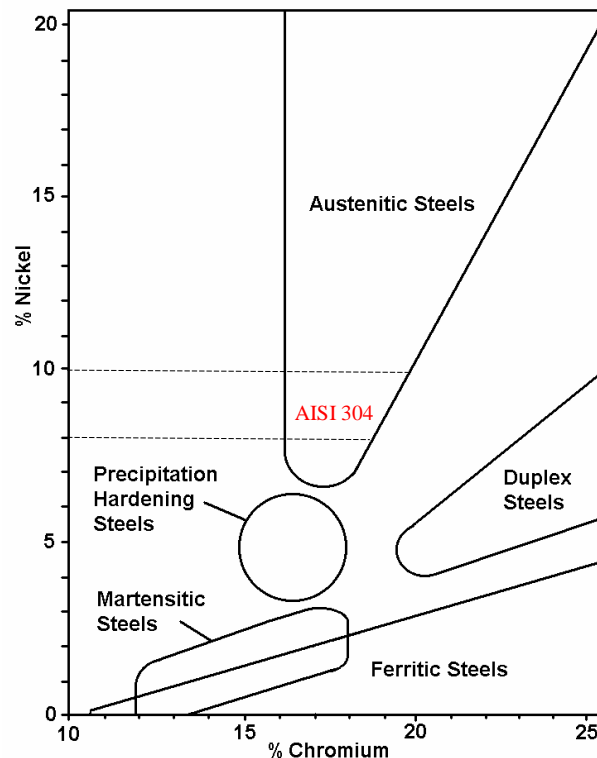 20
15
10
5
0
% Nickel
Austenitic Steels
AISI 304
Precipitation
Hardening
Steels
Duplex
Steels
Martensitic
Steels
Ferritic Steels
10
15
20
25
% Chromium